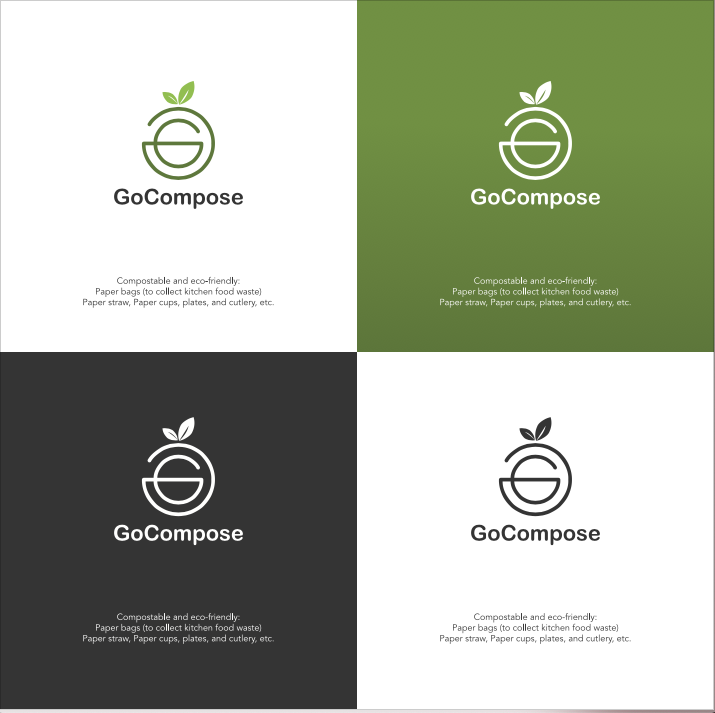 GoCompose
Compostable and eco-friendly:
Paper bags (to collect kitchen food waste)
Paper straw, Paper cups, plates, and cutlery, etc.
GoCompose
Compostable and eco-friendly:
Paper bags (to collect kitchen food waste)
Paper straw, Paper cups, plates, and cutlery, etc.
GoCompose
Compostable and eco-friendly:
Paper bags (to collect kitchen food waste)
Paper straw, Paper cups, plates, and cutlery, etc.
GoCompose
Compostable and eco-friendly:
Paper bags (to collect kitchen food waste)
Paper straw, Paper cups, plates, and cutlery, etc.